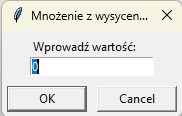 Mnożenie z wysycen...
Wprowadź wartość:
0
OK Cancel